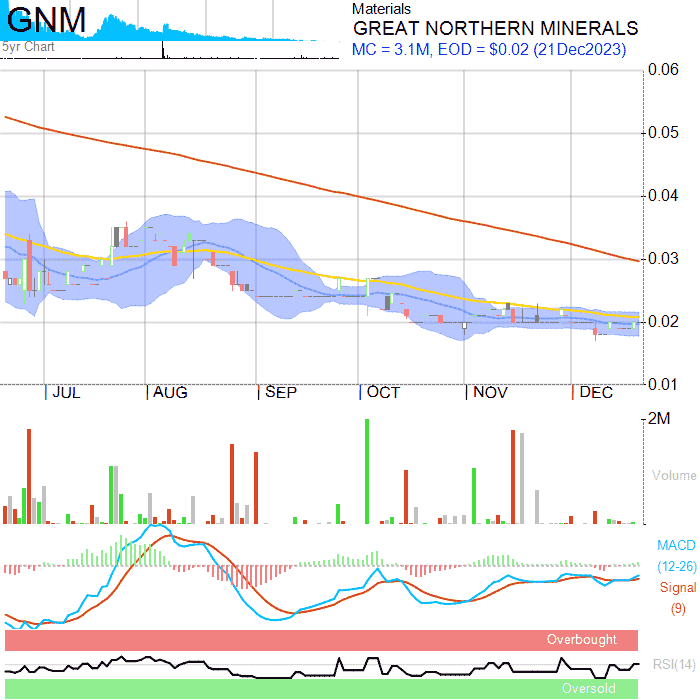 GNM
5yr Chart
Materials
GREAT NORTHERN MINERALS
MC = 3.1M, EOD = $0.02 (21Dec2023)
0.06
0.05
0.04
0.03
0.02
0.01
JUL AUG SEP OCT NOV DEC
2M
Volume
MACD
(12-26)
Signal
(9)
Overbought
RSI(14)
Oversold